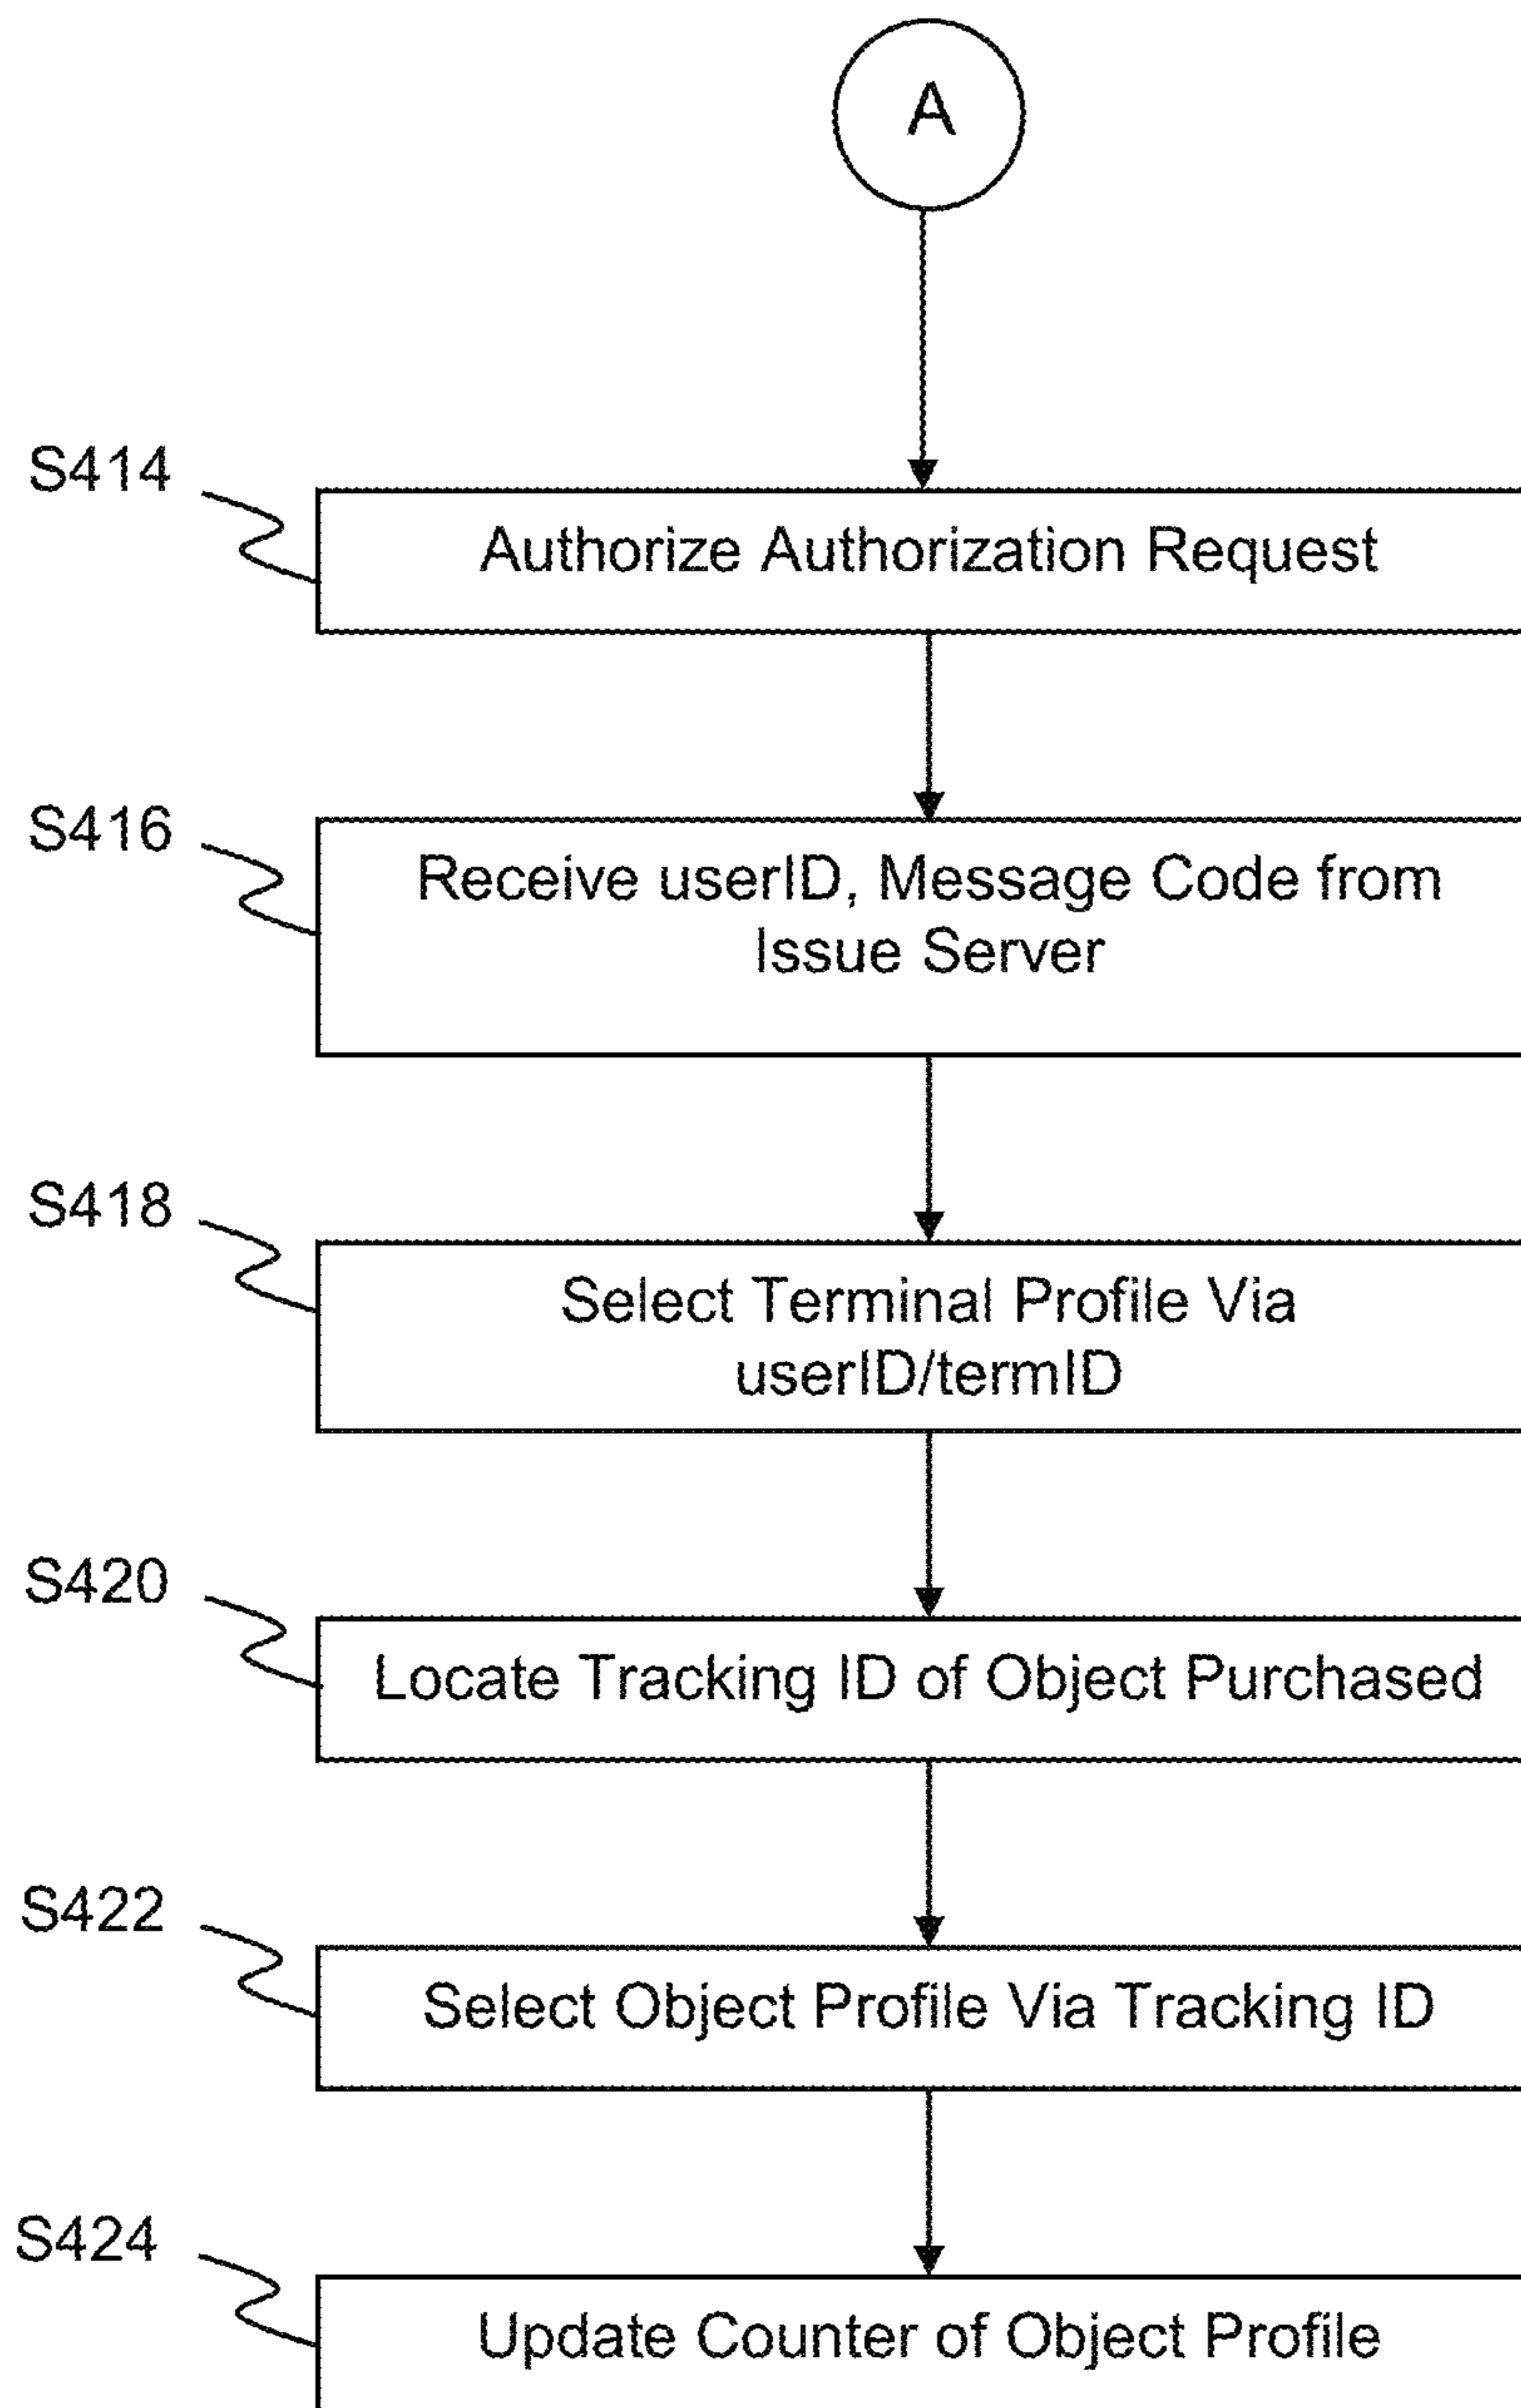 A
S414
Authorize Authorization Request
S416
Receive userID, Message Code from
Issue Server
S418
Select Terminal Profile Via
userID/termID
S420
Locate Tracking ID of Object Purchased
S422
Select Object Profile Via Tracking ID
S424
Update Counter of Object Profile